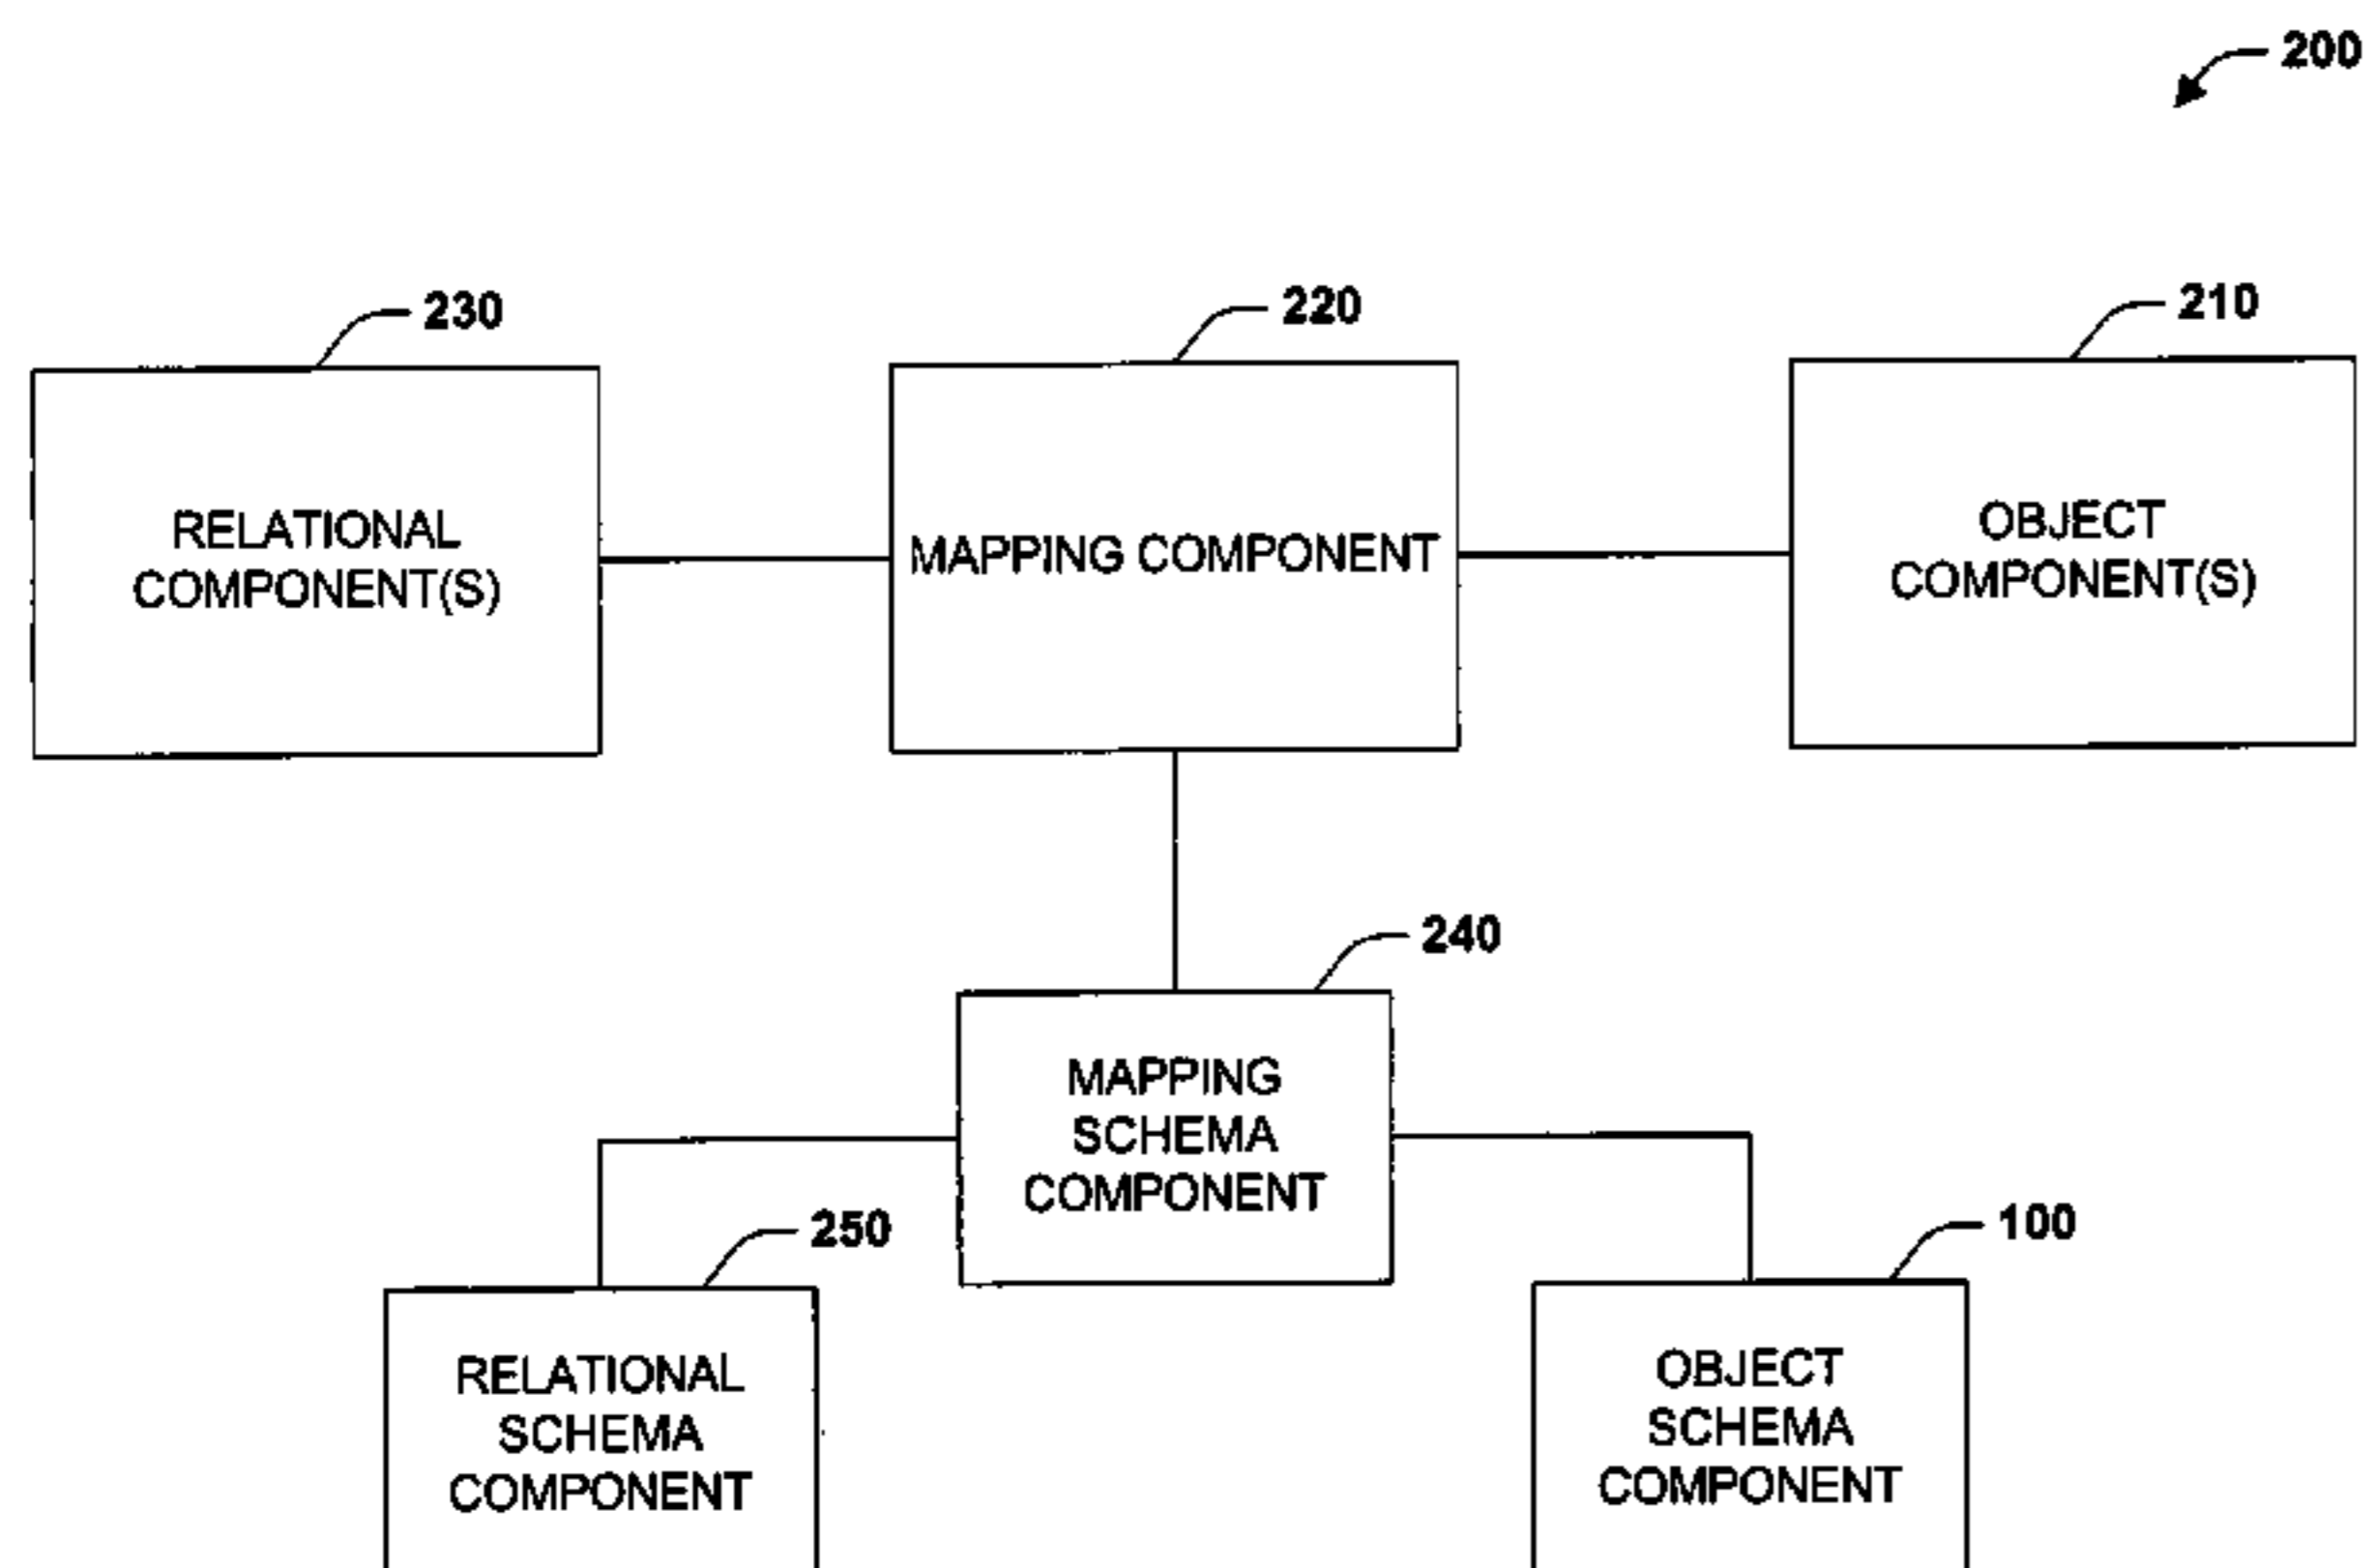 200
230
220
210
RELATIONAL
COMPONENT(S)
MAPPING COMPONENT
OBJECT
COMPONENT(S)
240
MAPPING
SCHEMA
COMPONENT
250
100
RELATIONAL
SCHEMA
COMPONENT
OBJECT
SCHEMA
COMPONENT